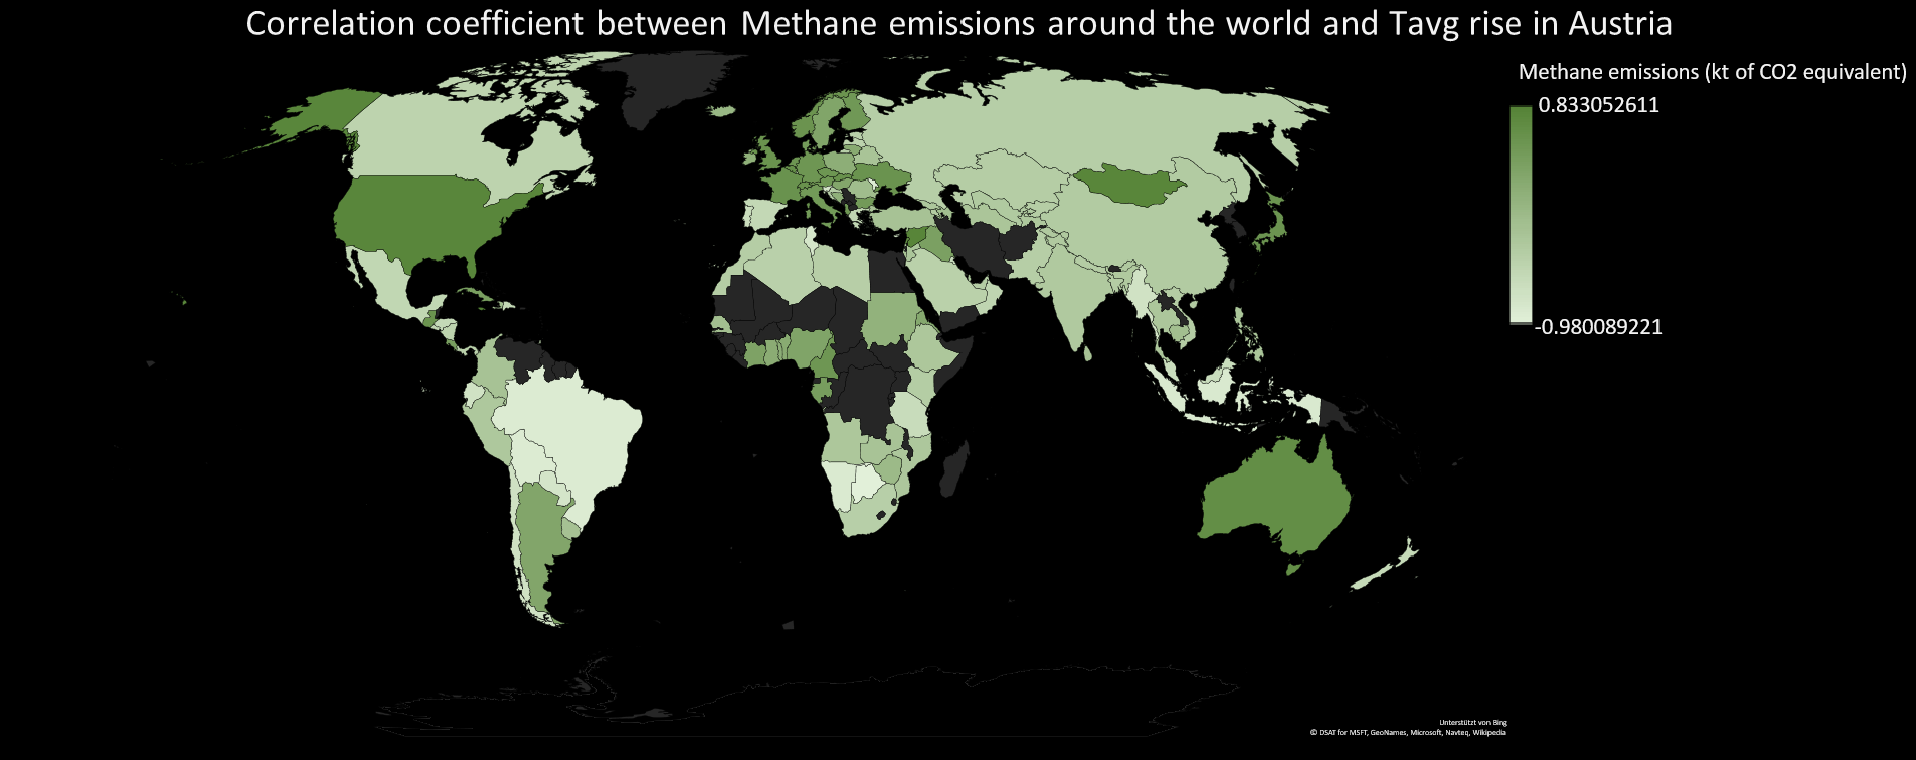 Correlation coefficient between Methane emissions around the world and Tavg rise in Austria
Methane emissions (kt of CO2 equivalent)
0.833052611
-0.980089221
Unterstützt von Bing
© DSAT for MSFT, GeoNames, Microsoft, Navteq, Wikipedia